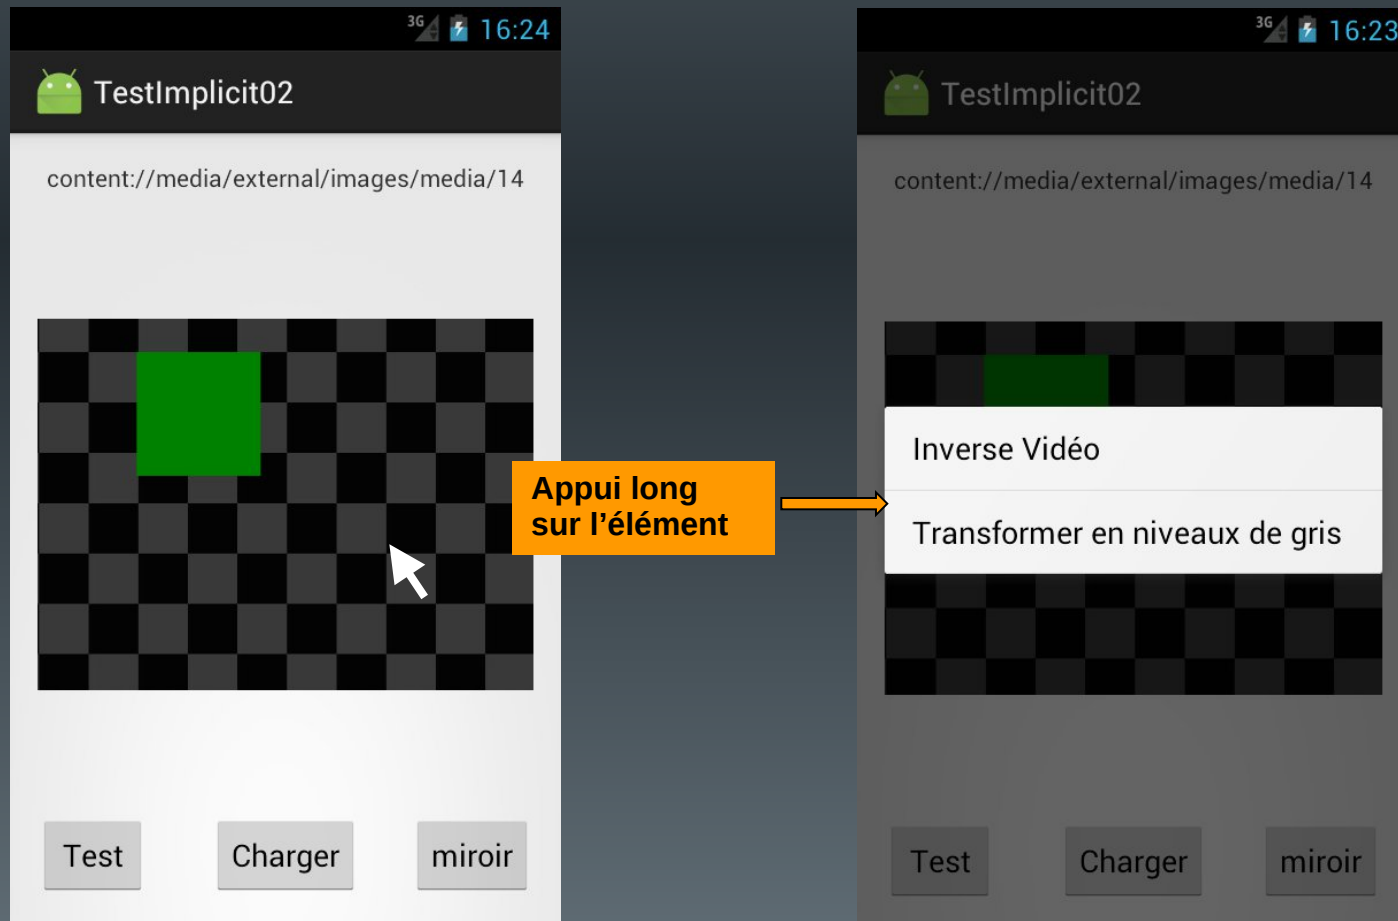 3G 16:24
TestImplicit02
content://media/external/images/media/14
Test Charger miroir
Appui long
sur l’élément
3G 16:23
TestImplicit02
content://media/external/images/media/14
Inverse Vidéo
Transformer en niveaux de gris
Test Charger miroir